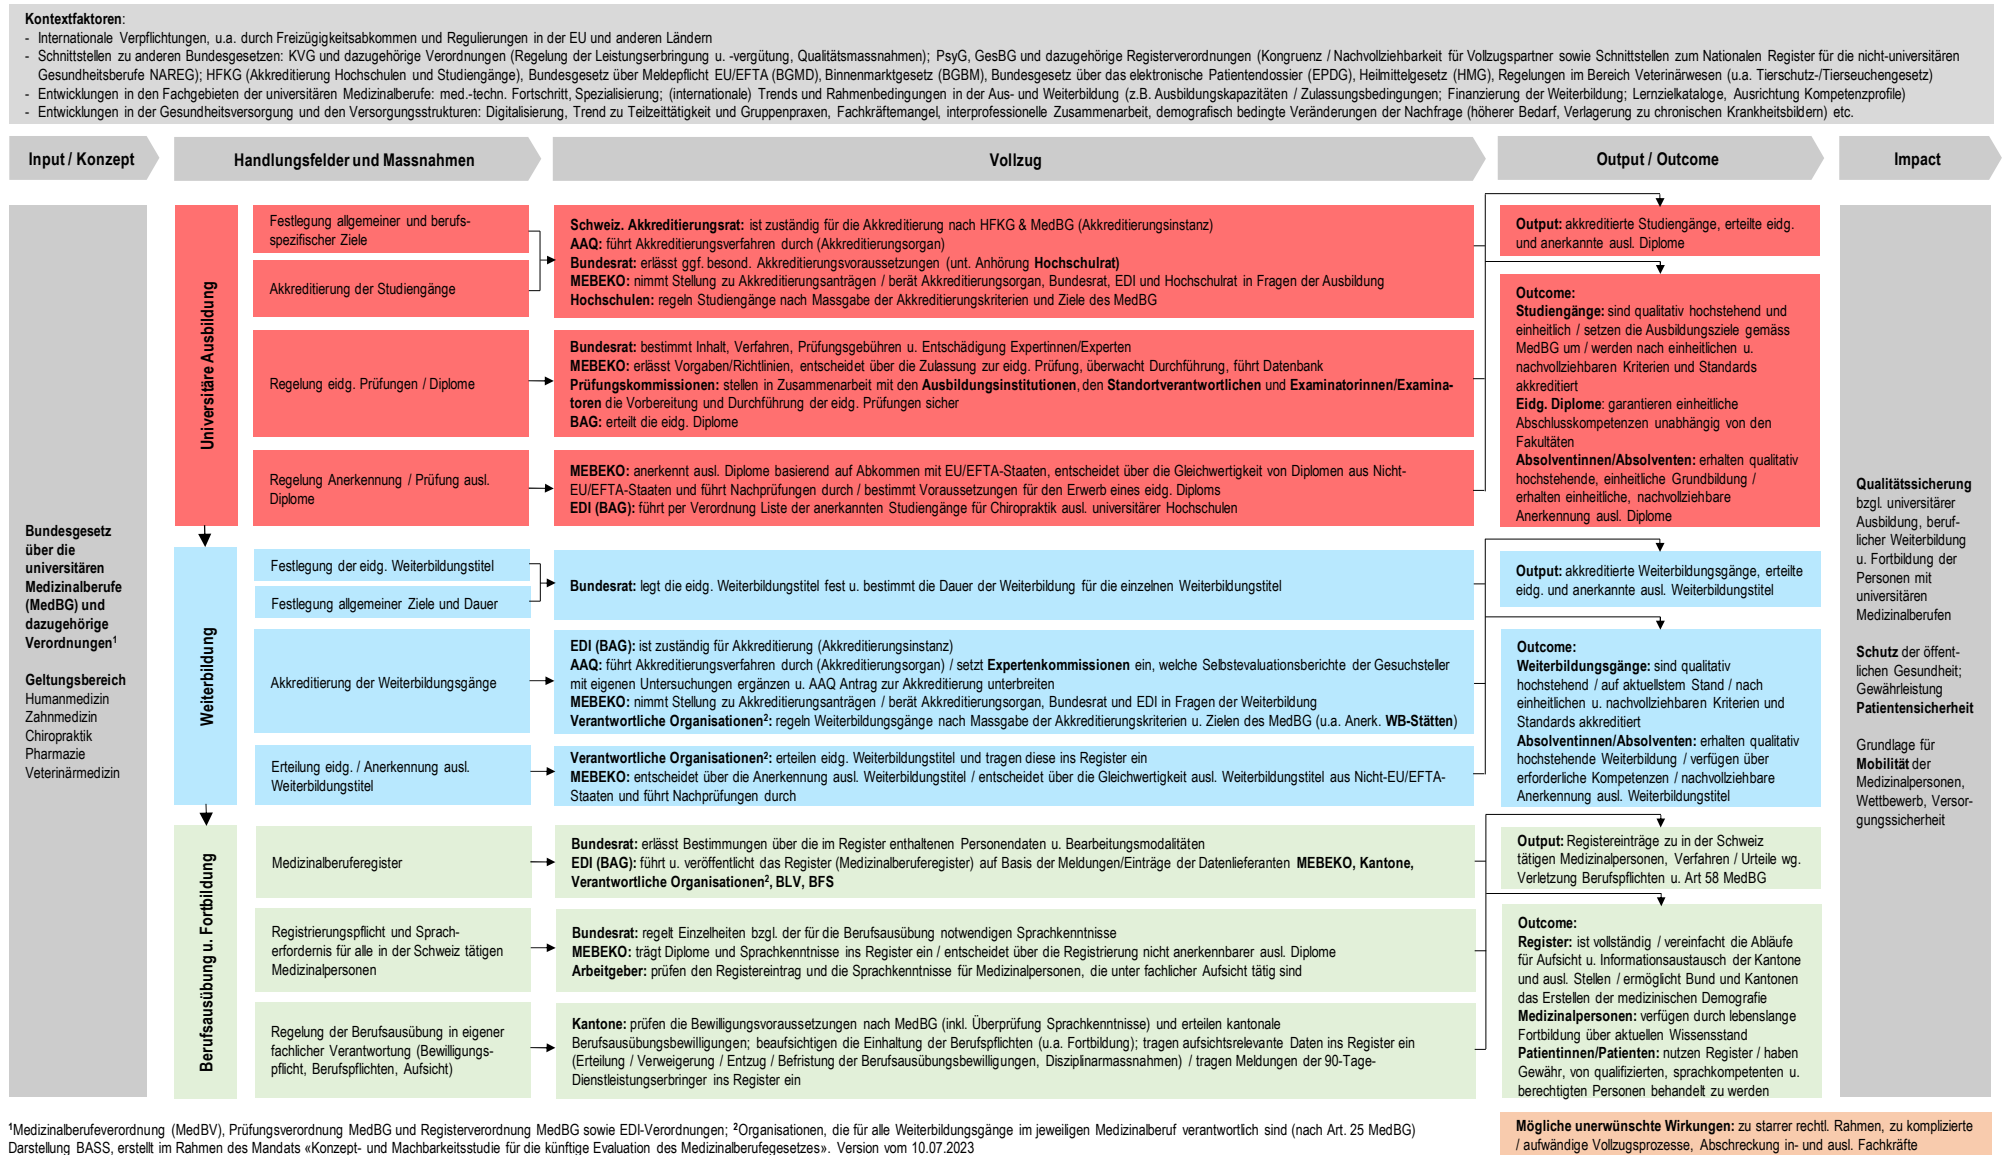 Kontextfaktoren:
- Internationale Verpflichtungen, u.a. durch Freizügigkeitsabkommen und Regulierungen in der EU und anderen Ländern
- Schnittstellen zu anderen Bundesgesetzen: KVG und dazugehörige Verordnungen (Regelung der Leistungserbringung u. -vergütung, Qualitätsmassnahmen); PsyG, GesBG und dazugehörige Registerverordnungen (Kongruenz / Nachvollziehbarkeit für Vollzugspartner sowie Schnittstellen zum Nationalen Register für die nicht-universitären
Gesundheitsberufe NAREG); HFKG (Akkreditierung Hochschulen und Studiengänge), Bundesgesetz über Meldepflicht EU/EFTA (BGMD), Binnenmarktgesetz (BGBM), Bundesgesetz über das elektronische Patientendossier (EPDG), Heilmittelgesetz (HMG), Regelungen im Bereich Veterinärwesen (u.a. Tierschutz-/Tierseuchengesetz)
- Entwicklungen in den Fachgebieten der universitären Medizinalberufe: med.-techn. Fortschritt, Spezialisierung; (internationale) Trends und Rahmenbedingungen in der Aus- und Weiterbildung (z.B. Ausbildungskapazitäten / Zulassungsbedingungen; Finanzierung der Weiterbildung; Lernzielkataloge, Ausrichtung Kompetenzprofile)
- Entwicklungen in der Gesundheitsversorgung und den Versorgungsstrukturen: Digitalisierung, Trend zu Teilzeittätigkeit und Gruppenpraxen, Fachkräftemangel, interprofessionelle Zusammenarbeit, demografisch bedingte Veränderungen der Nachfrage (höherer Bedarf, Verlagerung zu chronischen Krankheitsbildern) etc.
Input / Konzept
Handlungsfelder und Massnahmen
Vollzug
Output / Outcome
Impact
Bundesgesetz
über die
universitären
Medizinalberufe
(MedBG) und
dazugehörige
Verordnungen¹
Geltungsbereich
Humanmedizin
Zahnmedizin
Chiropraktik
Pharmazie
Veterinärmedizin
Universitäre Ausbildung
Festlegung allgemeiner und berufs-
spezifischer Ziele
Akkreditierung der Studiengänge
Schweiz. Akkreditierungsrat: ist zuständig für die Akkreditierung nach HFKG & MedBG (Akkreditierungsinstanz)
AAQ: führt Akkreditierungsverfahren durch (Akkreditierungsorgan)
Bundesrat: erlässt ggf. besond. Akkreditierungsvoraussetzungen (unt. Anhörung Hochschulrat)
MEBEKO: nimmt Stellung zu Akkreditierungsanträgen / berät Akkreditierungsorgan, Bundesrat, EDI und Hochschulrat in Fragen der Ausbildung
Hochschulen: regeln Studiengänge nach Massgabe der Akkreditierungskriterien und Ziele des MedBG
Regelung eidg. Prüfungen / Diplome
Bundesrat: bestimmt Inhalt, Verfahren, Prüfungsgebühren u. Entschädigung Expertinnen/Experten
MEBEKO: erlässt Vorgaben/Richtlinien, entscheidet über die Zulassung zur eidg. Prüfung, überwacht Durchführung, führt Datenbank
Prüfungskommissionen: stellen in Zusammenarbeit mit den Ausbildungsinstitutionen, den Standortverantwortlichen und Examinatorinnen/Examina-
toren die Vorbereitung und Durchführung der eidg. Prüfungen sicher
BAG: erteilt die eidg. Diplome
Regelung Anerkennung / Prüfung ausl.
Diplome
MEBEKO: anerkennt ausl. Diplome basierend auf Abkommen mit EU/EFTA-Staaten, entscheidet über die Gleichwertigkeit von Diplomen aus Nicht-
EU/EFTA-Staaten und führt Nachprüfungen durch / bestimmt Voraussetzungen für den Erwerb eines eidg. Diploms
EDI (BAG): führt per Verordnung Liste der anerkannten Studiengänge für Chiropraktik ausl. universitärer Hochschulen
Output: akkreditierte Studiengänge, erteilte eidg.
und anerkannte ausl. Diplome
Outcome:
Studiengänge: sind qualitativ hochstehend und
einheitlich / setzen die Ausbildungsziele gemäss
MedBG um / werden nach einheitlichen u.
nachvollziehbaren Kriterien und Standards
akkreditiert
Eidg. Diplome: garantieren einheitliche
Abschlusskompetenzen unabhängig von den
Fakultäten
Absolventinnen/Absolventen: erhalten qualitativ
hochstehende, einheitliche Grundbildung /
erhalten einheitliche, nachvollziehbare
Anerkennung ausl. Diplome
Weiterbildung
Festlegung der eidg. Weiterbildungstitel
Festlegung allgemeiner Ziele und Dauer
Bundesrat: legt die eidg. Weiterbildungstitel fest u. bestimmt die Dauer der Weiterbildung für die einzelnen Weiterbildungstitel
Akkreditierung der Weiterbildungsgänge
EDI (BAG): ist zuständig für Akkreditierung (Akkreditierungsinstanz)
AAQ: führt Akkreditierungsverfahren durch (Akkreditierungsorgan) / setzt Expertenkommissionen ein, welche Selbstevaluationsberichte der Gesuchsteller
mit eigenen Untersuchungen ergänzen u. AAQ Antrag zur Akkreditierung unterbreiten
MEBEKO: nimmt Stellung zu Akkreditierungsanträgen / berät Akkreditierungsorgan, Bundesrat und EDI in Fragen der Weiterbildung
Verantwortliche Organisationen²: regeln Weiterbildungsgänge nach Massgabe der Akkreditierungskriterien u. Zielen des MedBG (u.a. Anerk. WB-Stätten)
Erteilung eidg. / Anerkennung ausl.
Weiterbildungstitel
Verantwortliche Organisationen²: erteilen eidg. Weiterbildungstitel und tragen diese ins Register ein
MEBEKO: entscheidet über die Anerkennung ausl. Weiterbildungstitel / entscheidet über die Gleichwertigkeit ausl. Weiterbildungstitel aus Nicht-EU/EFTA-
Staaten und führt Nachprüfungen durch
Output: akkreditierte Weiterbildungsgänge, erteilte
eidg. und anerkannte ausl. Weiterbildungstitel
Outcome:
Weiterbildungsgänge: sind qualitativ
hochstehend / auf aktuellstem Stand / nach
einheitlichen u. nachvollziehbaren Kriterien und
Standards akkreditiert
Absolventinnen/Absolventen: erhalten qualitativ
hochstehende Weiterbildung / verfügen über
erforderliche Kompetenzen / nachvollziehbare
Anerkennung ausl. Weiterbildungstitel
Berufsausübung u. Fortbildung
Medizinalberuferegister
Bundesrat: erlässt Bestimmungen über die im Register enthaltenen Personendaten u. Bearbeitungsmodalitäten
EDI (BAG): führt u. veröffentlicht das Register (Medizinalberuferegister) auf Basis der Meldungen/Einträge der Datenlieferanten MEBEKO, Kantone,
Verantwortliche Organisationen², BLV, BFS
Registrierungspflicht und Sprach-
erfordernis für alle in der Schweiz tätigen
Medizinalpersonen
Bundesrat: regelt Einzelheiten bzgl. der für die Berufsausübung notwendigen Sprachkenntnisse
MEBEKO: trägt Diplome und Sprachkenntnisse ins Register ein / entscheidet über die Registrierung nicht anerkennbarer ausl. Diplome
Arbeitgeber: prüfen den Registereintrag und die Sprachkenntnisse für Medizinalpersonen, die unter fachlicher Aufsicht tätig sind
Regelung der Berufsausübung in eigener
fachlicher Verantwortung (Bewilligungs-
pflicht, Berufspflichten, Aufsicht)
Kantone: prüfen die Bewilligungsvoraussetzungen nach MedBG (inkl. Überprüfung Sprachkenntnisse) und erteilen kantonale
Berufsausübungsbewilligungen; beaufsichtigen die Einhaltung der Berufspflichten (u.a. Fortbildung); tragen aufsichtsrelevante Daten ins Register ein
(Erteilung / Verweigerung / Entzug / Befristung der Berufsausübungsbewilligungen, Disziplinarmassnahmen) / tragen Meldungen der 90-Tage-
Dienstleistungserbringer ins Register ein
Output: Registereinträge zu in der Schweiz
tätigen Medizinalpersonen, Verfahren / Urteile wg.
Verletzung Berufspflichten u. Art 58 MedBG
Outcome:
Register: ist vollständig / vereinfacht die Abläufe
für Aufsicht u. Informationsaustausch der Kantone
und ausl. Stellen / ermöglicht Bund und Kantonen
das Erstellen der medizinischen Demografie
Medizinalpersonen: verfügen durch lebenslange
Fortbildung über aktuellen Wissensstand
Patientinnen/Patienten: nutzen Register / haben
Gewähr, von qualifizierten, sprachkompetenten u.
berechtigten Personen behandelt zu werden
Qualitätssicherung
bzgl. universitärer
Ausbildung, beruf-
licher Weiterbildung
u. Fortbildung der
Personen mit
universitären
Medizinalberufen
Schutz der öffent-
lichen Gesundheit;
Gewährleistung
Patientensicherheit
Grundlage für
Mobilität der
Medizinalpersonen,
Wettbewerb, Versor-
gungssicherheit
¹Medizinalberufeverordnung (MedBV), Prüfungsverordnung MedBG und Registerverordnung MedBG sowie EDI-Verordnungen; ²Organisationen, die für alle Weiterbildungsgänge im jeweiligen Medizinalberuf verantwortlich sind (nach Art. 25 MedBG)
Darstellung BASS, erstellt im Rahmen des Mandats «Konzept- und Machbarkeitsstudie für die künftige Evaluation des Medizinalberufegesetzes». Version vom 10.07.2023
Mögliche unerwünschte Wirkungen: zu starrer rechtl. Rahmen, zu komplizierte
/ aufwändige Vollzugsprozesse, Abschreckung in- und ausl. Fachkräfte